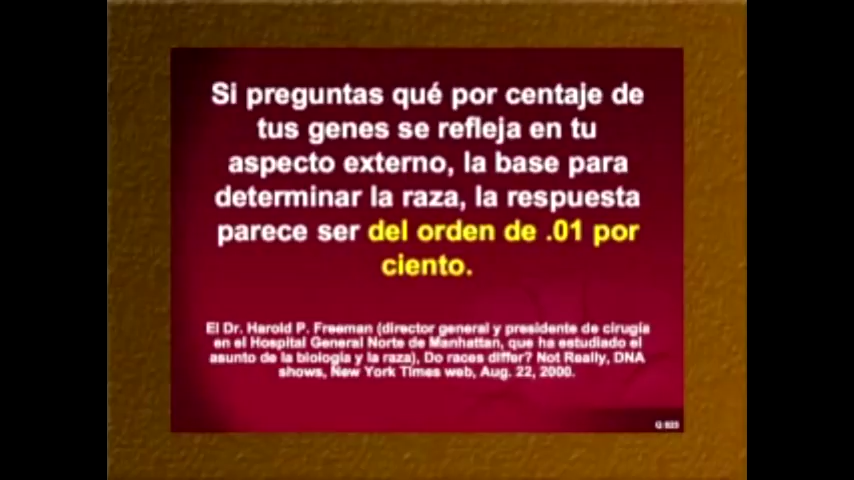 Si preguntas qué por centaje de
tus genes se refleja en tu
aspecto externo, la base para
determinar la raza, la respuesta
parece ser del orden de .01 por
ciento.
El Dr. Harold P. Freeman (director general y presidente de cirugía
en el Hospital General Norte de Manhattan, que ha estudiado el
asunto de la biología y la raza), Do races differ? Not Really, DNA
shows, New York Times web, Aug. 22, 2000.